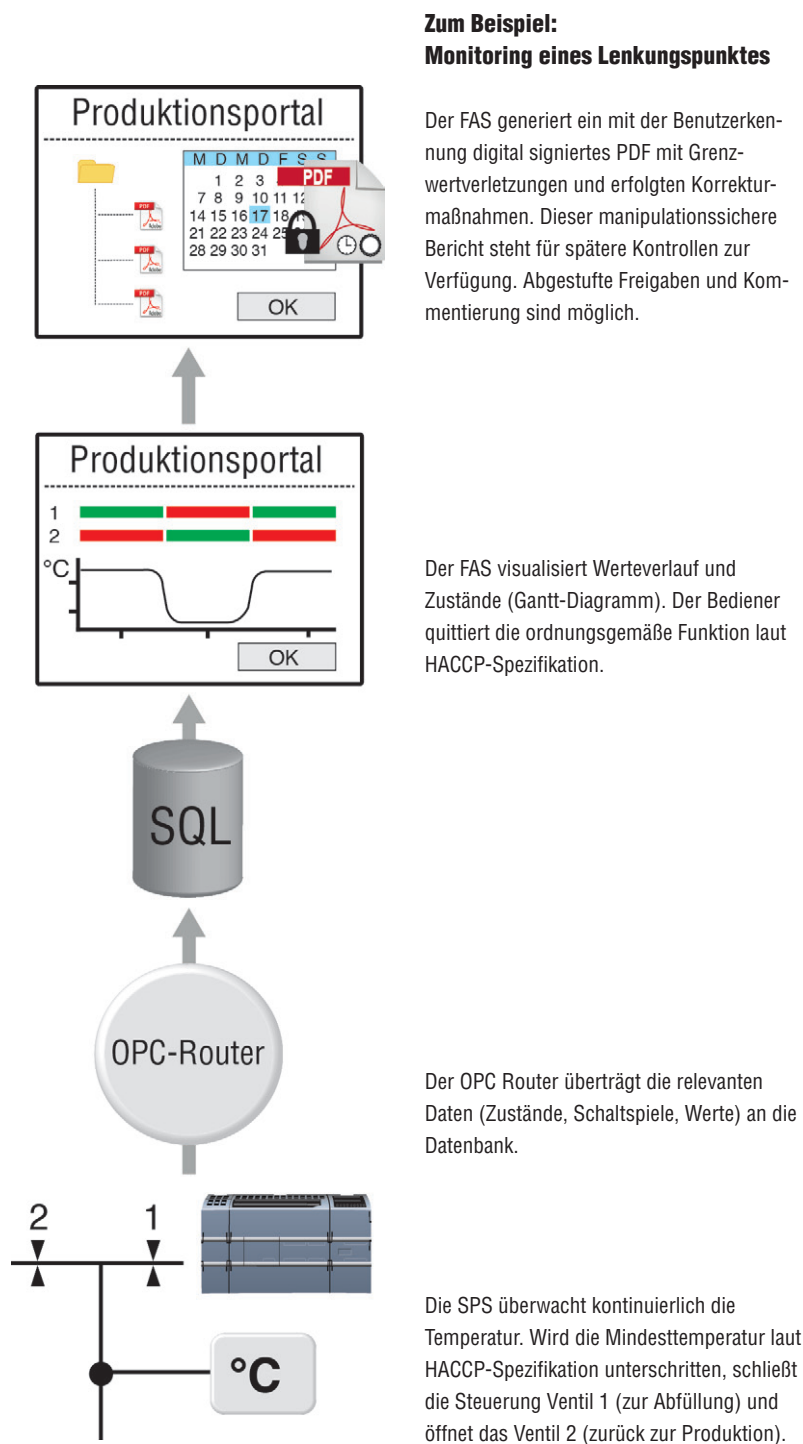 Zum Beispiel:
Monitoring eines Lenkungspunktes
Produktionsportal
M D M D F S S
1 2 3
7 8 9 10 11 12
14 15 16 17 18
21 22 23 24 25
28 29 30 31
PDF
PDF
Adobe
PDF
Adobe
PDF
Adobe
OK
Der FAS generiert ein mit der Benutzerken-
nung digital signiertes PDF mit Grenz-
wertverletzungen und erfolgten Korrektur-
maßnahmen. Dieser manipulationssichere
Bericht steht für spätere Kontrollen zur
Verfügung. Abgestufte Freigaben und Kom-
mentierung sind möglich.
Produktionsportal
1
2
°C
OK
Der FAS visualisiert Werteverlauf und
Zustände (Gantt-Diagramm). Der Bediener
quittiert die ordnungsgemäße Funktion laut
HACCP-Spezifikation.
SQL
OPC-Router
Der OPC Router überträgt die relevanten
Daten (Zustände, Schaltspiele, Werte) an die
Datenbank.
2 1
°C
Die SPS überwacht kontinuierlich die
Temperatur. Wird die Mindesttemperatur laut
HACCP-Spezifikation unterschritten, schließt
die Steuerung Ventil 1 (zur Abfüllung) und
öffnet das Ventil 2 (zurück zur Produktion).